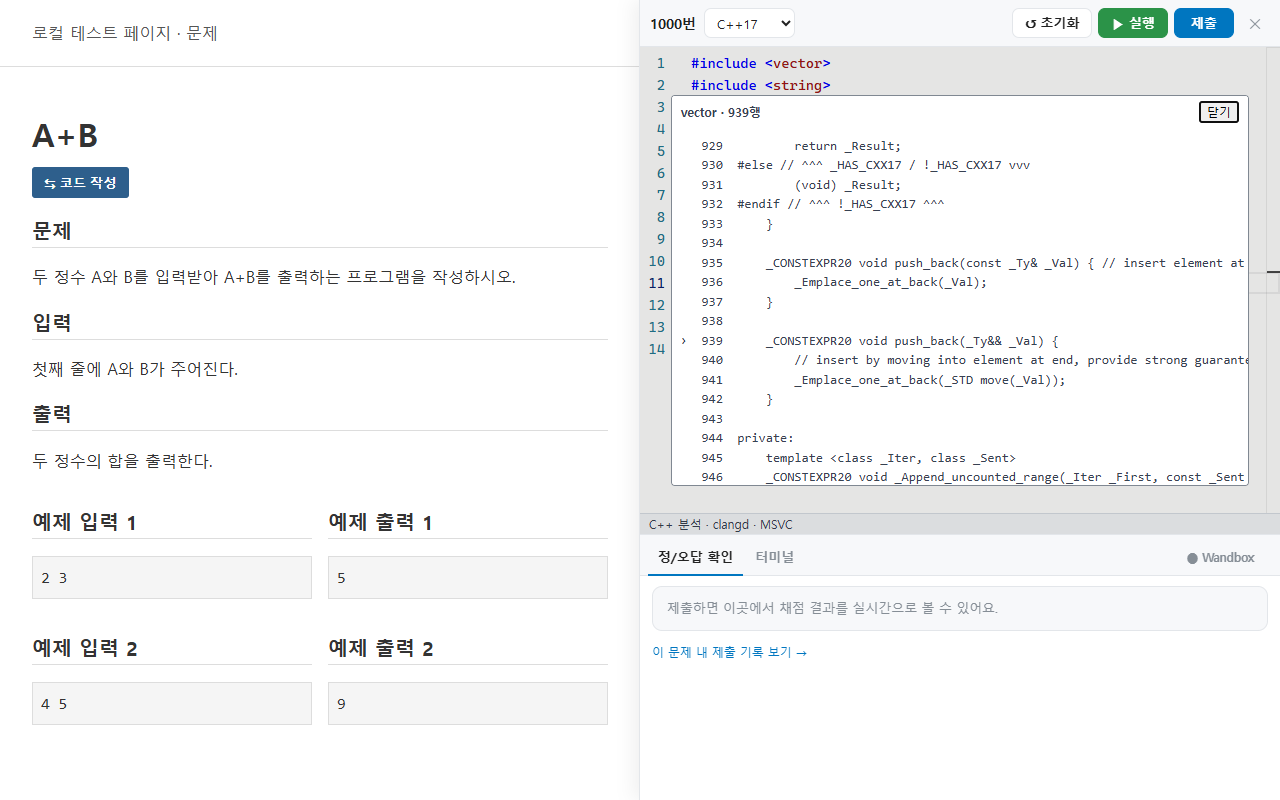 로컬 테스트 페이지 · 문제
A+B
⇆ 코드 작성
문제
두 정수 A와 B를 입력받아 A+B를 출력하는 프로그램을 작성하시오.
입력
첫째 줄에 A와 B가 주어진다.
출력
두 정수의 합을 출력한다.
예제 입력 1
예제 출력 1
2 3
5
예제 입력 2
예제 출력 2
4 5
9
1000번 C++17 ↺ 초기화 ▶ 실행 제출 ×
1 #include <vector>
2 #include <string>
3
4
5
6
7
8
9
10
11
12
13
14
vector · 939행 닫기
929         return _Result;
930 #else // ^^^ _HAS_CXX17 / !_HAS_CXX17 vvv
931         (void) _Result;
932 #endif // ^^^ !_HAS_CXX17 ^^^
933     }
934
935     _CONSTEXPR20 void push_back(const _Ty& _Val) { // insert element at
936         _Emplace_one_at_back(_Val);
937     }
938
› 939     _CONSTEXPR20 void push_back(_Ty&& _Val) {
940         // insert by moving into element at end, provide strong guarante
941         _Emplace_one_at_back(_STD move(_Val));
942     }
943
944 private:
945     template <class _Iter, class _Sent>
946     _CONSTEXPR20 void _Append_uncounted_range(_Iter _First, const _Sent
C++ 분석 · clangd · MSVC
정/오답 확인 터미널 ● Wandbox
제출하면 이곳에서 채점 결과를 실시간으로 볼 수 있어요.
이 문제 내 제출 기록 보기 →